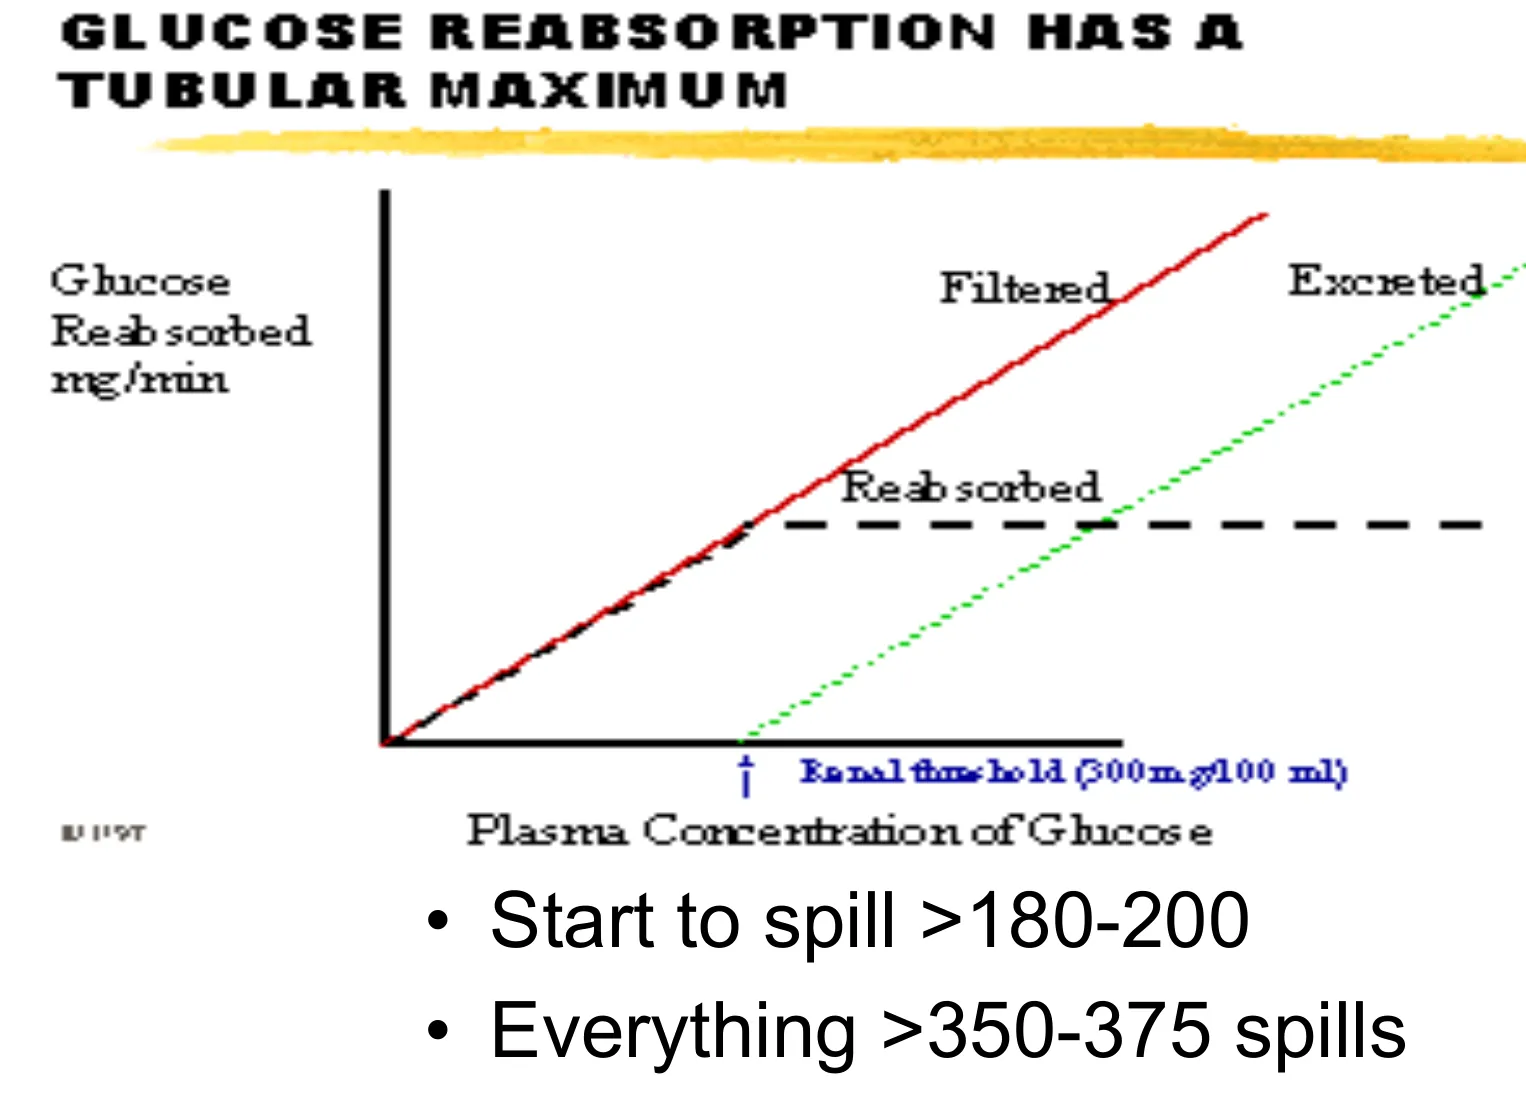 GLUCOSE REABSORPTION HAS A
TUBULAR MAXIMUM
Glucose
Reabsorbed
mg/min
Filtered
Excreted
Reabsorbed
Renal threshold (300mg/100 ml)
Plasma Concentration of Glucose
• Start to spill >180-200
• Everything >350-375 spills